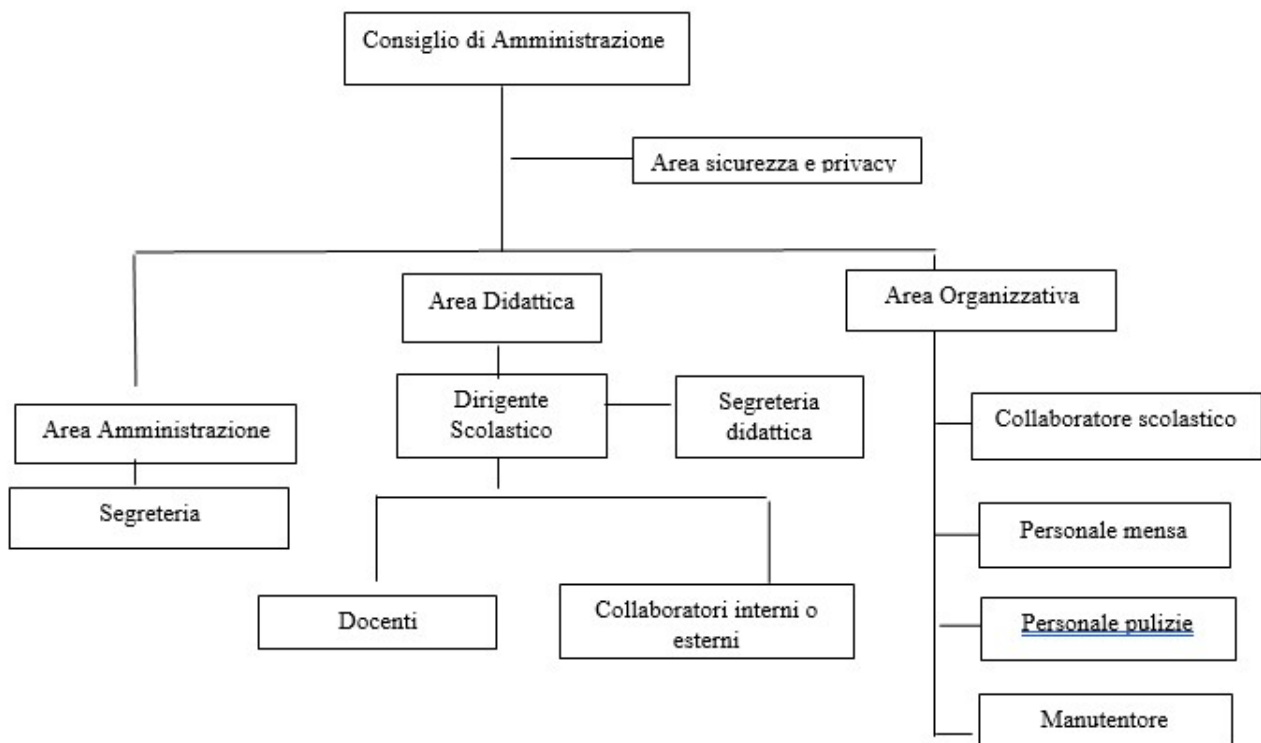 Consiglio di Amministrazione
Area sicurezza e privacy
Area Didattica
Area Organizzativa
Dirigente
Scolastico
Segreteria
didattica
Area Amministrazione
Segreteria
Collaboratore scolastico
Personale mensa
Docenti
Collaboratori interni o
esterni
Personale pulizie
Manutentore